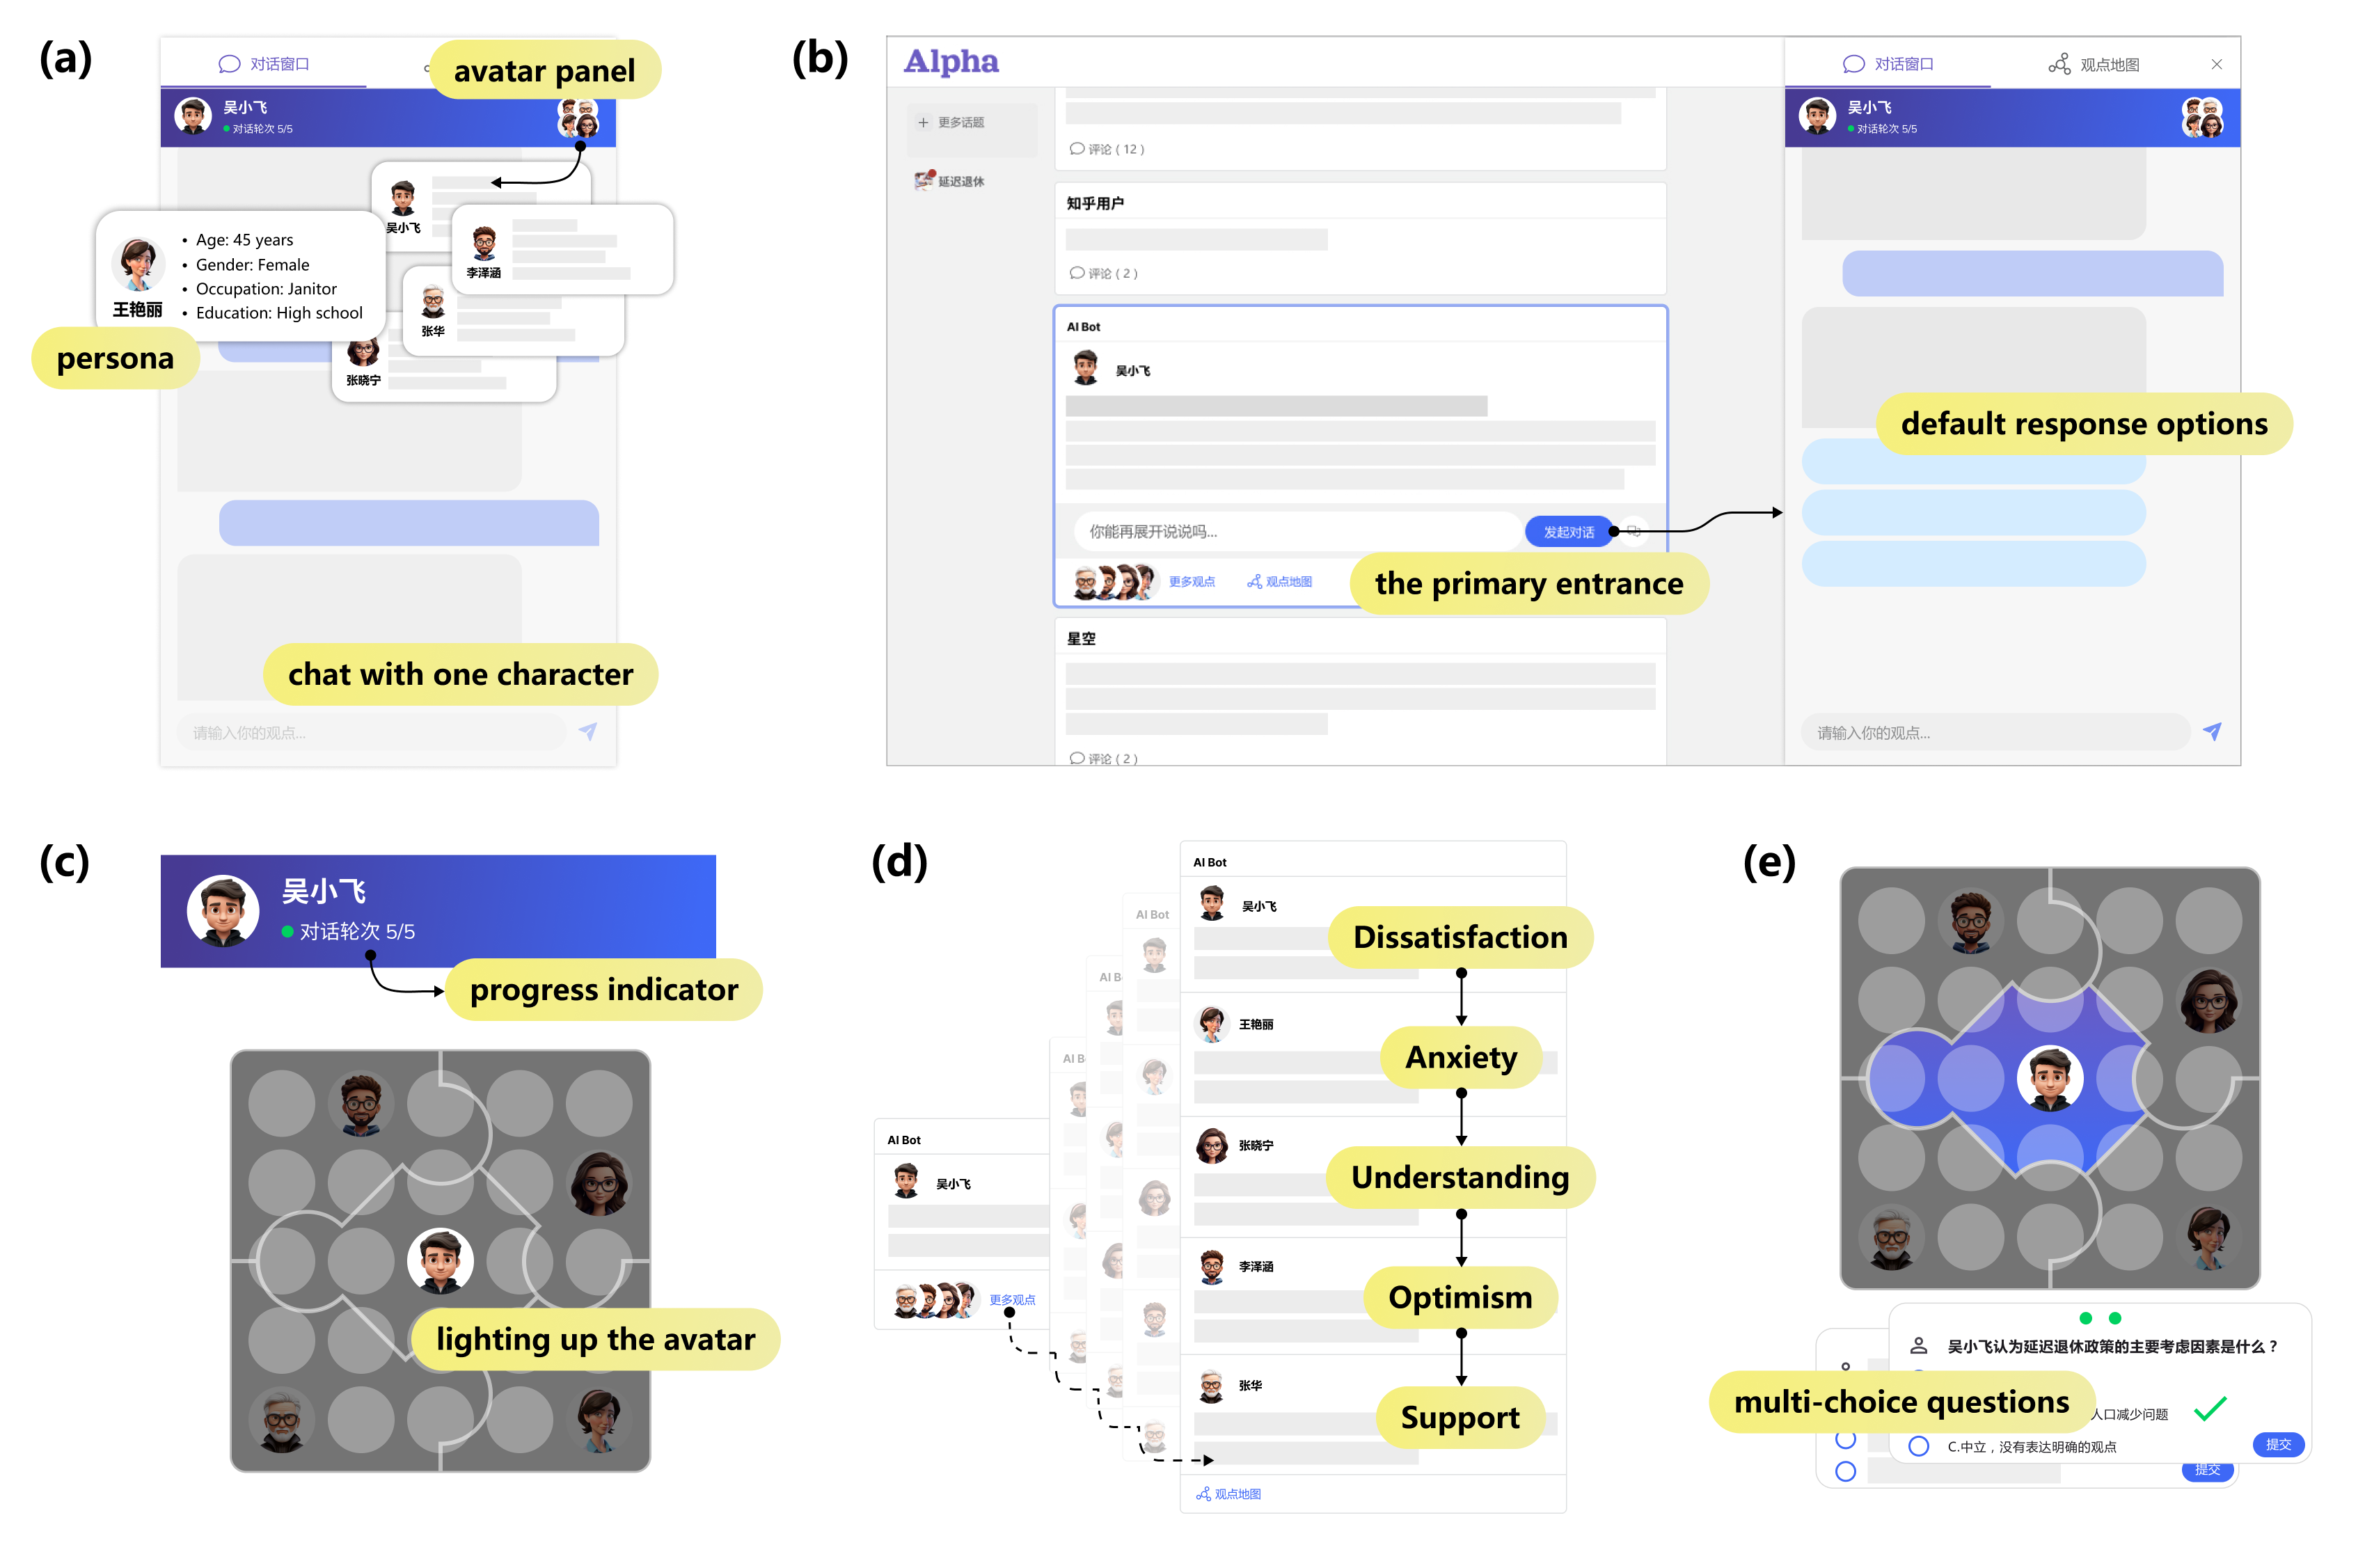 (a)
对话窗口
avatar panel
吴小飞
对话轮次 5/5
吴小飞
李泽涵
王艳丽
• Age: 45 years
• Gender: Female
• Occupation: Janitor
• Education: High school
张华
persona
张晓宁
chat with one character
请输入你的观点...
(b)
Alpha
对话窗口
观点地图
吴小飞
对话轮次 5/5
更多话题
延迟退休
评论 ( 12 )
知乎用户
评论 ( 2 )
AI Bot
吴小飞
default response options
你能再展开说说吗...
发起对话
更多观点
观点地图
the primary entrance
星空
评论 ( 2 )
请输入你的观点...
(c)
吴小飞
对话轮次 5/5
progress indicator
lighting up the avatar
(d)
AI Bot
吴小飞
更多观点
AI B
AI B
AI Bot
AI Bot
吴小飞
Dissatisfaction
王艳丽
Anxiety
张晓宁
Understanding
李泽涵
Optimism
张华
Support
观点地图
(e)
吴小飞认为延迟退休政策的主要考虑因素是什么？
multi-choice questions
人口减少问题
C.中立，没有表达明确的观点
提交
提交